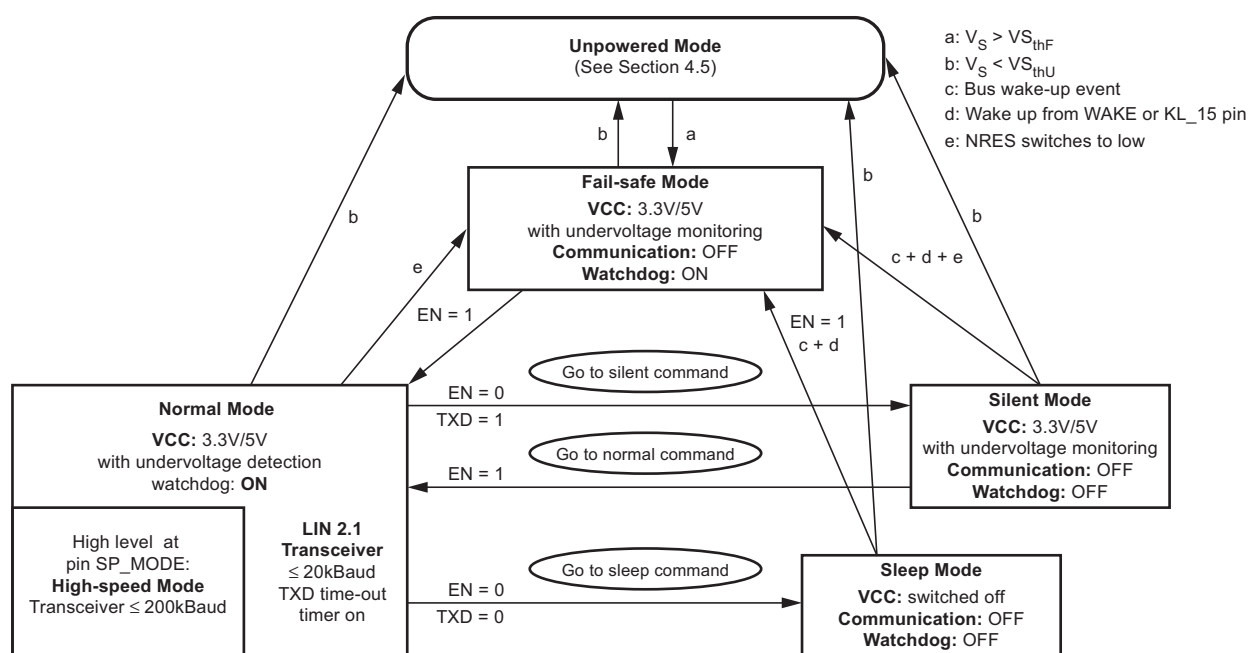 Unpowered Mode
(See Section 4.5)
a: VS > VSthF
b: VS < VSthU
c: Bus wake-up event
d: Wake up from WAKE or KL_15 pin
e: NRES switches to low
b
a
b
b
b
Fail-safe Mode
VCC: 3.3V/5V
with undervoltage monitoring
Communication: OFF
Watchdog: ON
e
c + d + e
EN = 1
EN = 1
c + d
Go to silent command
EN = 0
TXD = 1
Normal Mode
VCC: 3.3V/5V
with undervoltage detection
watchdog: ON
Silent Mode
VCC: 3.3V/5V
with undervoltage monitoring
Communication: OFF
Watchdog: OFF
Go to normal command
EN = 1
High level at
pin SP_MODE:
High-speed Mode
Transceiver ≤ 200kBaud
LIN 2.1
Transceiver
≤ 20kBaud
TXD time-out
timer on
Go to sleep command
EN = 0
TXD = 0
Sleep Mode
VCC: switched off
Communication: OFF
Watchdog: OFF